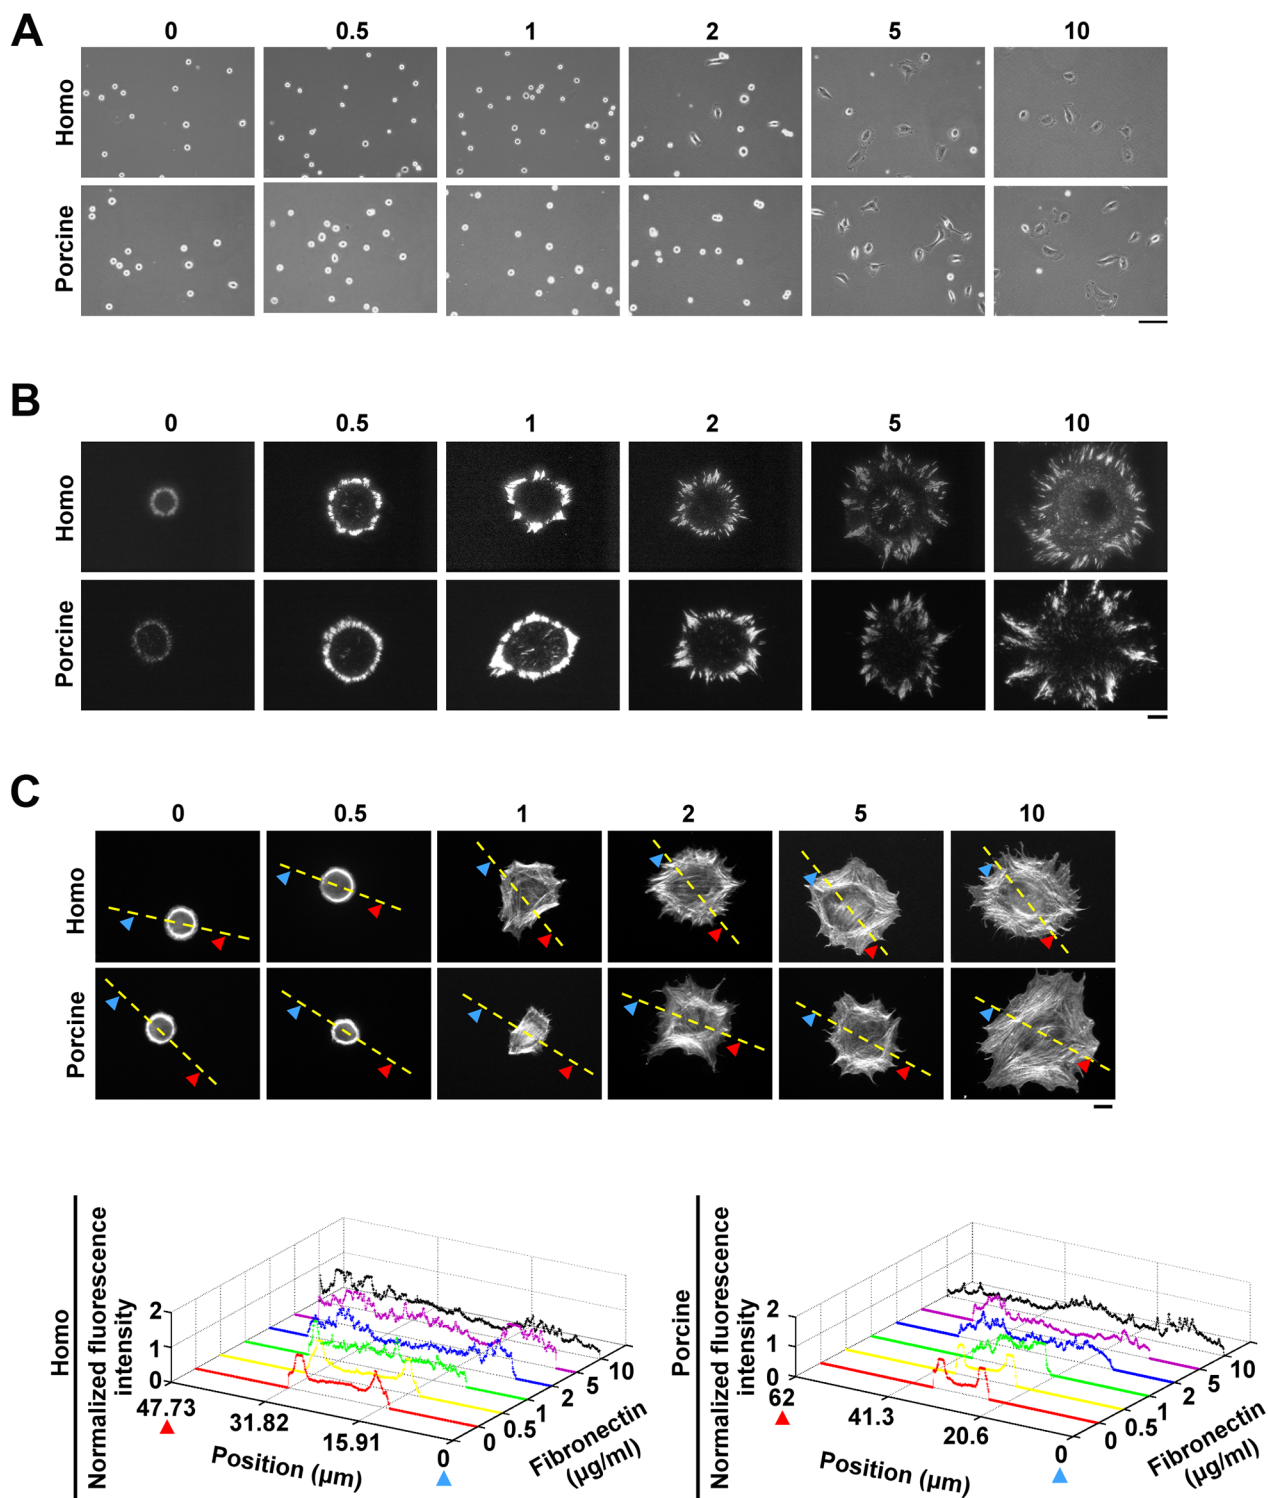 A
0 0.5 1 2 5 10
Homo
Porcine
B
0 0.5 1 2 5 10
Homo
Porcine
C
0 0.5 1 2 5 10
Homo
Porcine
Homo
Normalized fluorescence
intensity
2
1
0
47.73
31.82
15.91
0
Position (µm)
0 0.5 1 2 5 10
Fibronectin
(µg/ml)
Porcine
Normalized fluorescence
intensity
2
1
0
62
41.3
20.6
0
Position (µm)
0 0.5 1 2 5 10
Fibronectin
(µg/ml)